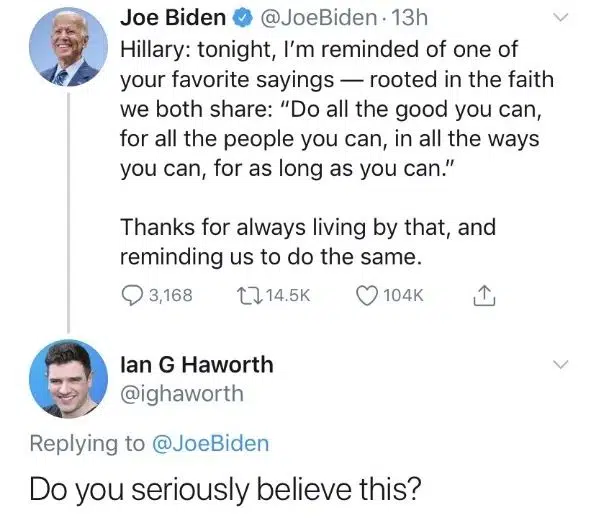 Joe Biden @JoeBiden · 13h
Hillary: tonight, I'm reminded of one of
your favorite sayings — rooted in the faith
we both share: “Do all the good you can,
for all the people you can, in all the ways
you can, for as long as you can.”
Thanks for always living by that, and
reminding us to do the same.
3,168 14.5K 104K
Ian G Haworth
@ighaworth
Replying to @JoeBiden
Do you seriously believe this?